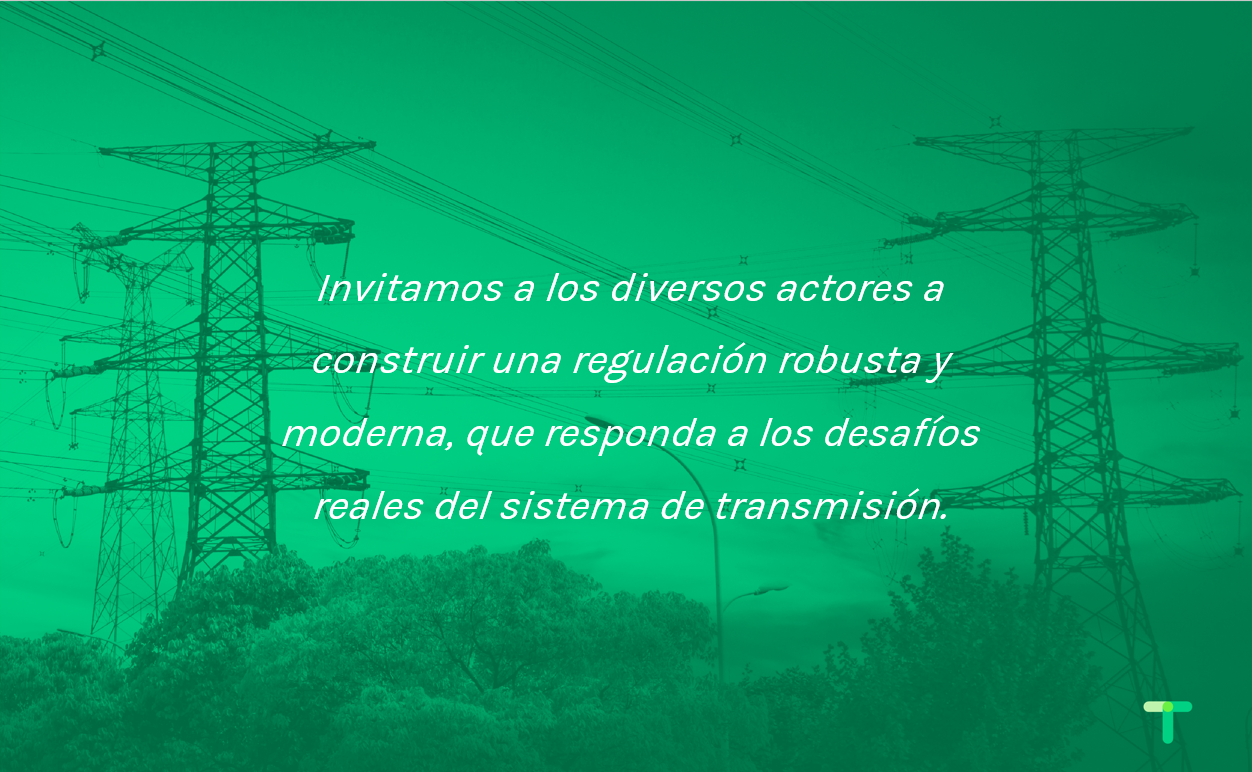 Invitamos a los diversos actores a
construir una regulación robusta y
moderna, que responda a los desafíos
reales del sistema de transmisión.